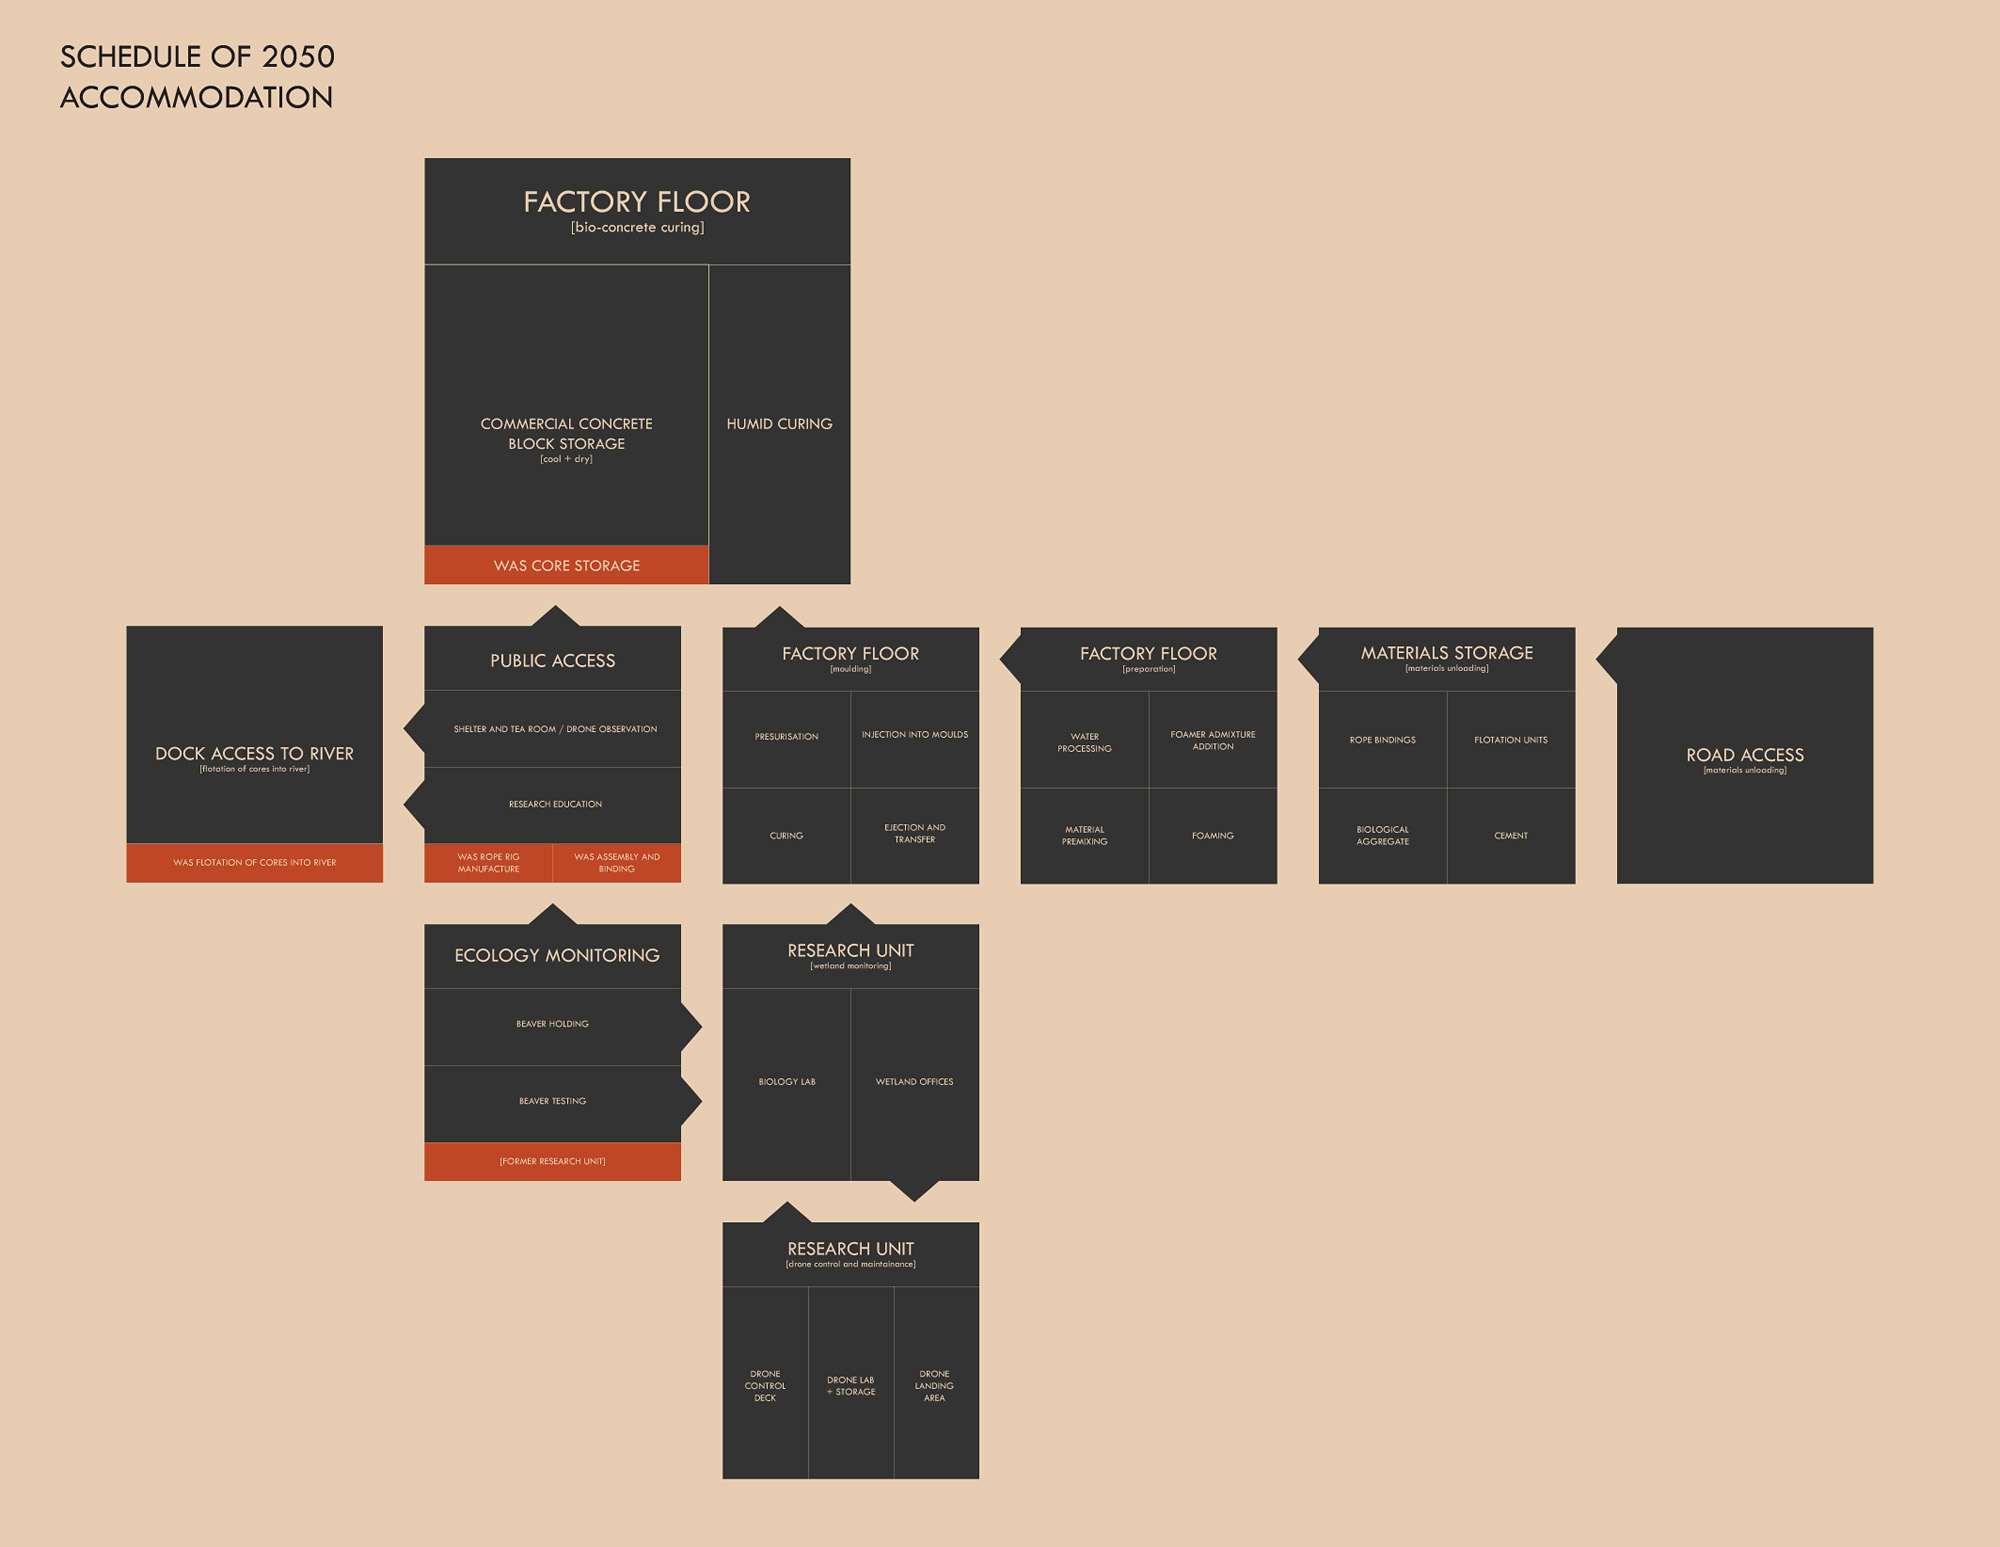 SCHEDULE OF 2050
ACCOMMODATION
FACTORY FLOOR
[bio-concrete curing]
COMMERCIAL CONCRETE
BLOCK STORAGE
[cool + dry]
HUMID CURING
WAS CORE STORAGE
DOCK ACCESS TO RIVER
[flotation of cores into river]
WAS FLOTATION OF CORES INTO RIVER
PUBLIC ACCESS
SHELTER AND TEA ROOM / DRONE OBSERVATION
RESEARCH EDUCATION
WAS ROPE RIG
MANUFACTURE
WAS ASSEMBLY AND
BINDING
FACTORY FLOOR
[moulding]
PRESURISATION
INJECTION INTO MOULDS
CURING
EJECTION AND
TRANSFER
FACTORY FLOOR
[preparation]
WATER
PROCESSING
FOAMER ADMIXTURE
ADDITION
MATERIAL
PREMIXING
FOAMING
MATERIALS STORAGE
[materials unloading]
ROPE BINDINGS
FLOTATION UNITS
BIOLOGICAL
AGGREGATE
CEMENT
ROAD ACCESS
[materials unloading]
ECOLOGY MONITORING
BEAVER HOLDING
BEAVER TESTING
[FORMER RESEARCH UNIT]
RESEARCH UNIT
[wetland monitoring]
BIOLOGY LAB
WETLAND OFFICES
RESEARCH UNIT
[drone control and maintainance]
DRONE
CONTROL
DECK
DRONE LAB
+ STORAGE
DRONE
LANDING
AREA